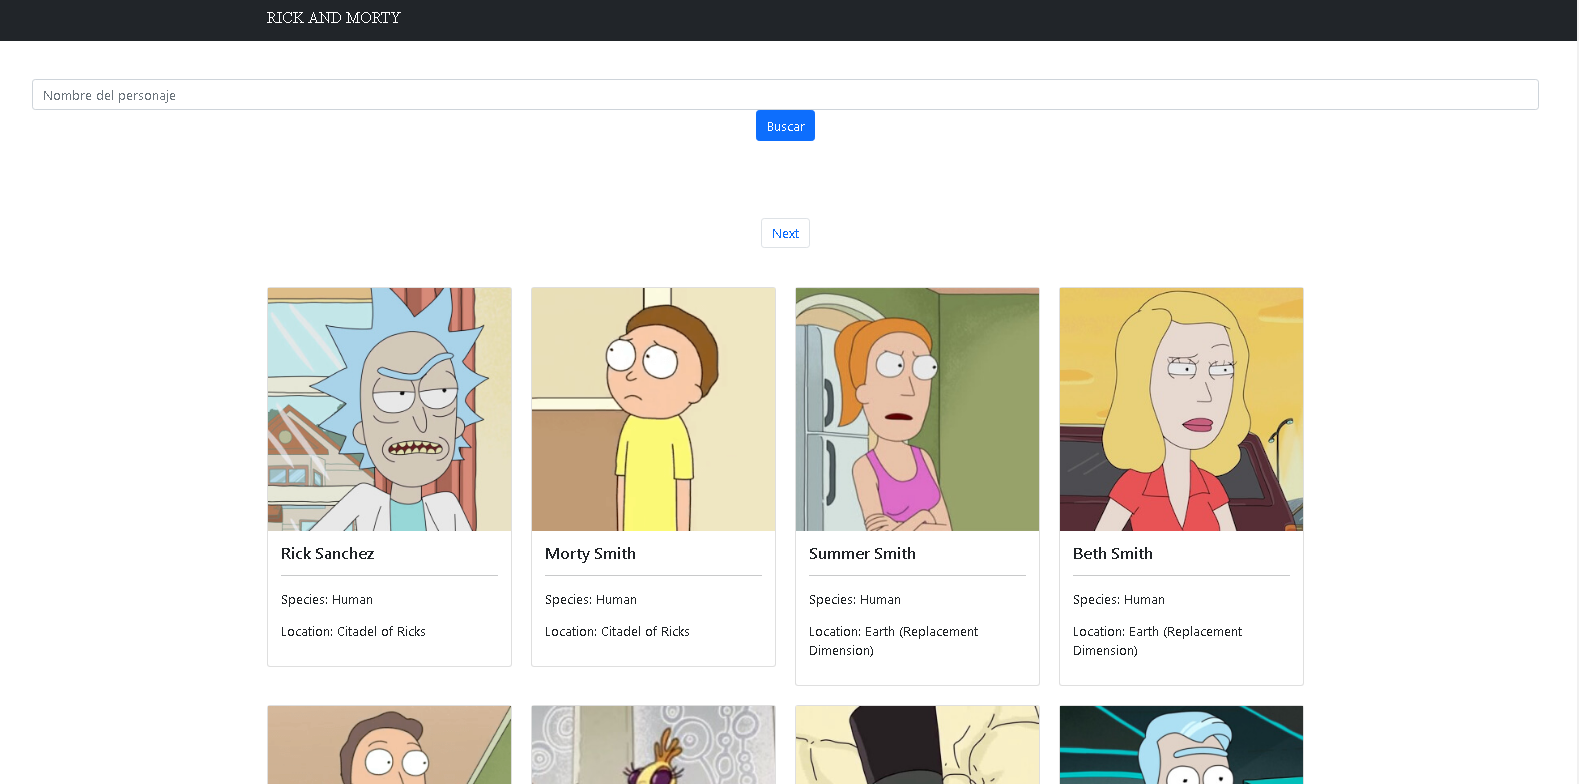 RICK AND MORTY
Nombre del personaje
Buscar
Next
Rick Sanchez
Species: Human
Location: Citadel of Ricks
Morty Smith
Species: Human
Location: Citadel of Ricks
Summer Smith
Species: Human
Location: Earth (Replacement
Dimension)
Beth Smith
Species: Human
Location: Earth (Replacement
Dimension)